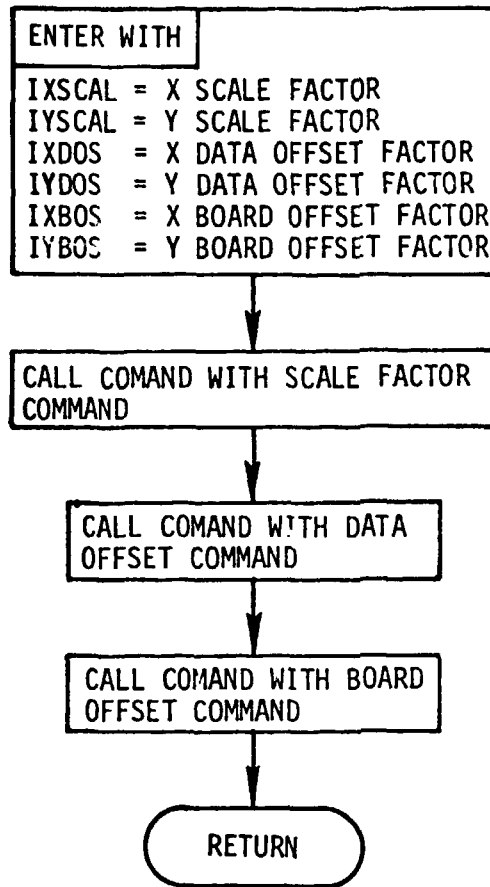 ENTER WITH
IXSCAL = X SCALE FACTOR
IYSCAL = Y SCALE FACTOR
IXDOS = X DATA OFFSET FACTOR
IYDOS = Y DATA OFFSET FACTOR
IXBOS = X BOARD OFFSET FACTOR
IYBOS = Y BOARD OFFSET FACTOR
CALL COMAND WITH SCALE FACTOR
COMMAND
CALL COMAND WITH DATA
OFFSET COMMAND
CALL COMAND WITH BOARD
OFFSET COMMAND
RETURN